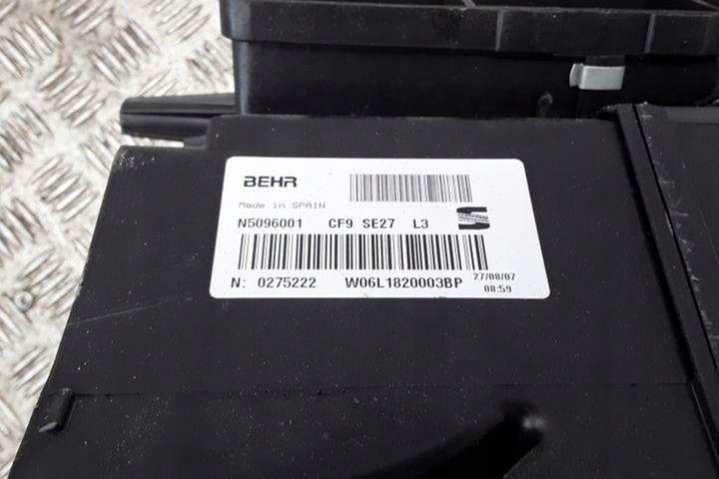 BEHR
Made in SPAIN
N5096001 CF9 SE27 L3
N: 0275222 W06L1820003BP 27/08/07
08:59